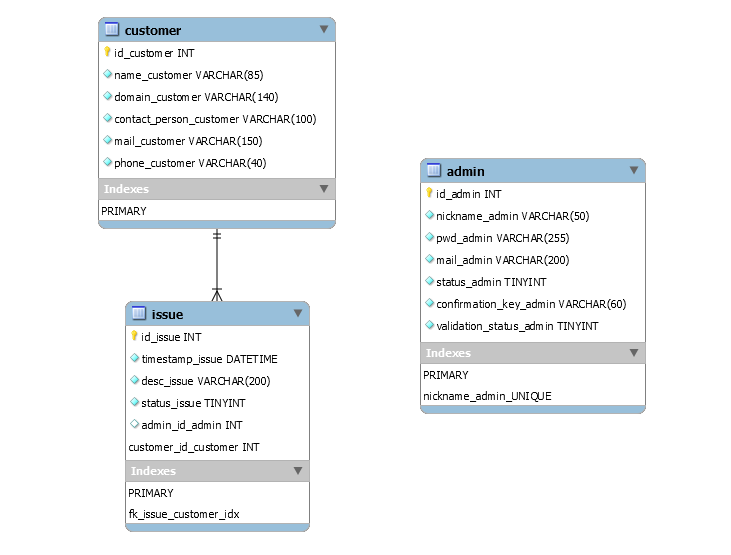 customer
id_customer INT
name_customer VARCHAR(85)
domain_customer VARCHAR(140)
contact_person_customer VARCHAR(100)
mail_customer VARCHAR(150)
phone_customer VARCHAR(40)
Indexes
PRIMARY
issue
id_issue INT
timestamp_issue DATETIME
desc_issue VARCHAR(200)
status_issue TINYINT
admin_id_admin INT
customer_id_customer INT
Indexes
PRIMARY
fk_issue_customer_idx
admin
id_admin INT
nickname_admin VARCHAR(50)
pwd_admin VARCHAR(255)
mail_admin VARCHAR(200)
status_admin TINYINT
confirmation_key_admin VARCHAR(60)
validation_status_admin TINYINT
Indexes
PRIMARY
nickname_admin_UNIQUE